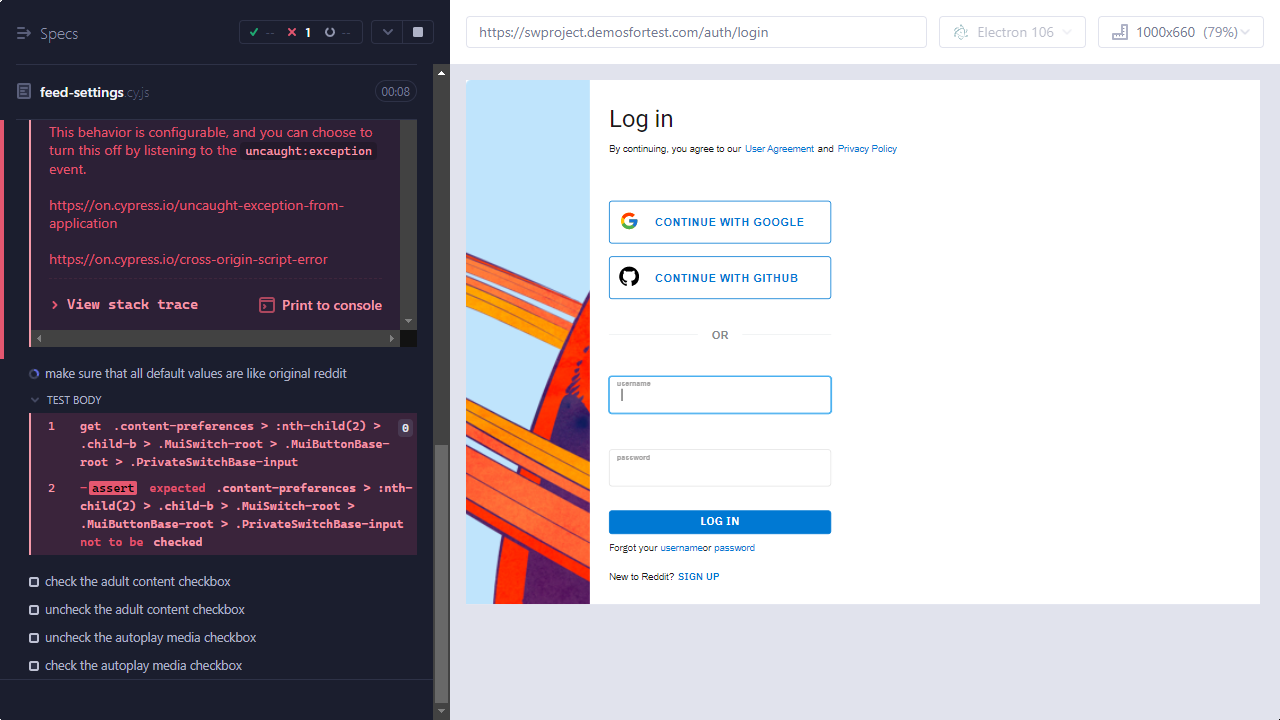 Specs
-- 1 --
feed-settings.cy.js
00:08
This behavior is configurable, and you can choose to
turn this off by listening to the uncaught:exception
event.
https://on.cypress.io/uncaught-exception-from-
application
https://on.cypress.io/cross-origin-script-error
View stack trace
Print to console
make sure that all default values are like original reddit
TEST BODY
1 get .content-preferences > :nth-child(2) > 0
.child-b > .MuiSwitch-root > .MuiButtonBase-
root > .PrivateSwitchBase-input
2 -assert expected .content-preferences > :nth-
child(2) > .child-b > .MuiSwitch-root >
.MuiButtonBase-root > .PrivateSwitchBase-input
not to be checked
check the adult content checkbox
uncheck the adult content checkbox
uncheck the autoplay media checkbox
check the autoplay media checkbox
https://swproject.demosfortest.com/auth/login
Electron 106
1000x660 (79%)
Log in
By continuing, you agree to our User Agreement and Privacy Policy
CONTINUE WITH GOOGLE
CONTINUE WITH GITHUB
OR
username
password
LOG IN
Forgot your usernameor password
New to Reddit? SIGN UP